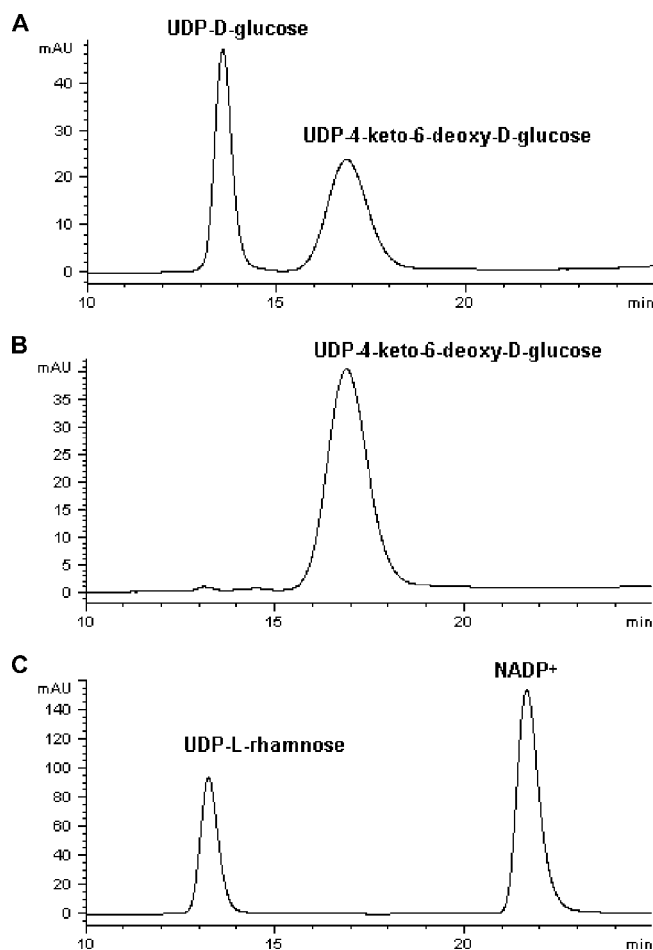 A
UDP-D-glucose
mAU
UDP-4-keto-6-deoxy-D-glucose
40
30
20
10
0
10 15 20 min
B
UDP-4-keto-6-deoxy-D-glucose
mAU
35
30
25
20
15
10
5
0
10 15 20 min
C
NADP+
mAU
UDP-L-rhamnose
140
120
100
80
60
40
20
0
10 15 20 min